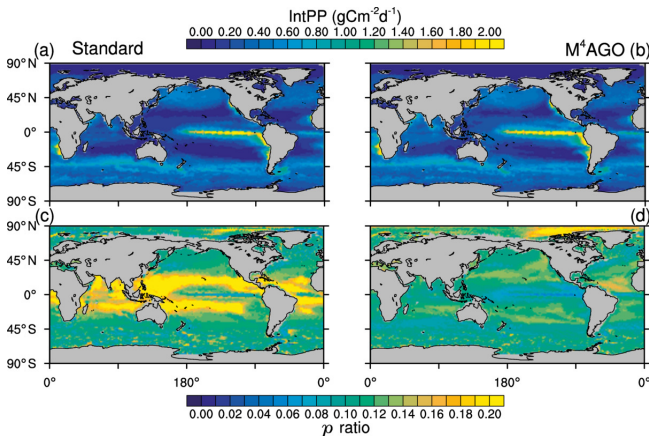 IntPP (gCm⁻²d⁻¹)
(a) Standard M⁴AGO (b)
0.00 0.20 0.40 0.60 0.80 1.00 1.20 1.40 1.60 1.80 2.00
90°N
45°N
0°
45°S
90°S
(c) (d)
90°N
45°N
0°
45°S
90°S
0° 180° 0° 0° 180° 0°
0.00 0.02 0.04 0.06 0.08 0.10 0.12 0.14 0.16 0.18 0.20
p ratio